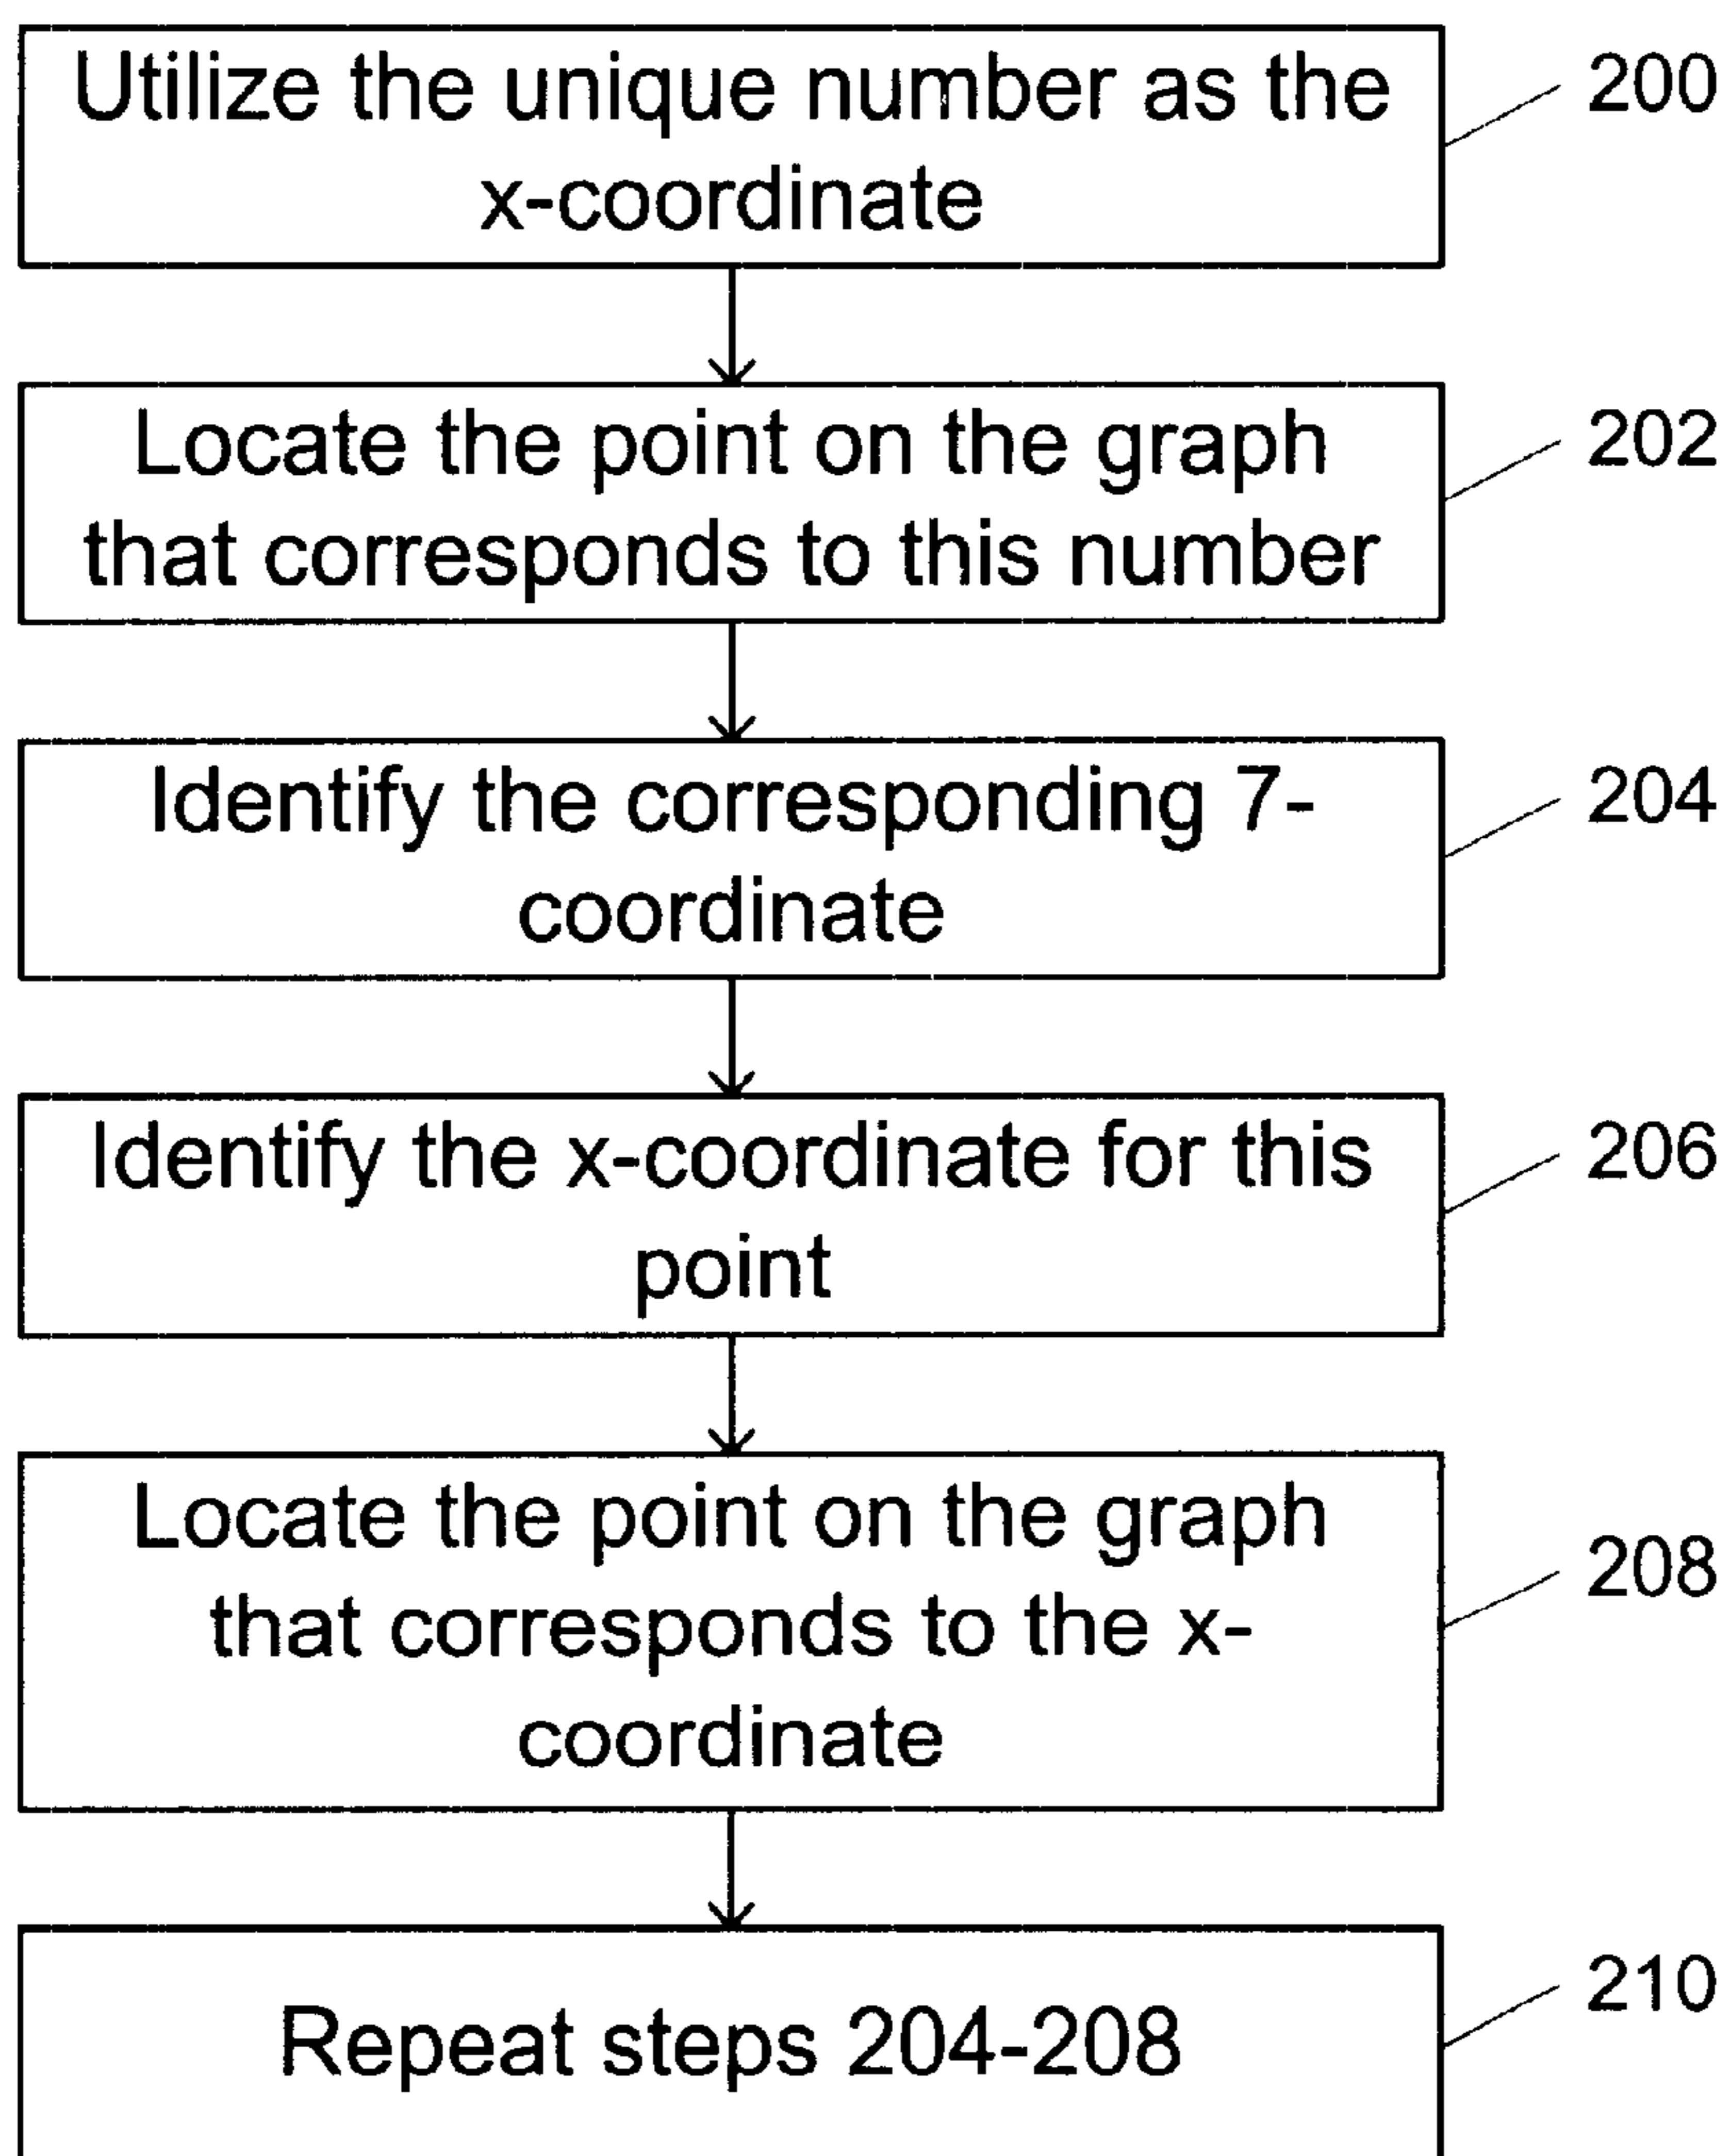 Utilize the unique number as the
x-coordinate
200
Locate the point on the graph
that corresponds to this number
202
Identify the corresponding 7-
coordinate
204
Identify the x-coordinate for this
point
206
Locate the point on the graph
that corresponds to the x-
coordinate
208
Repeat steps 204-208
210